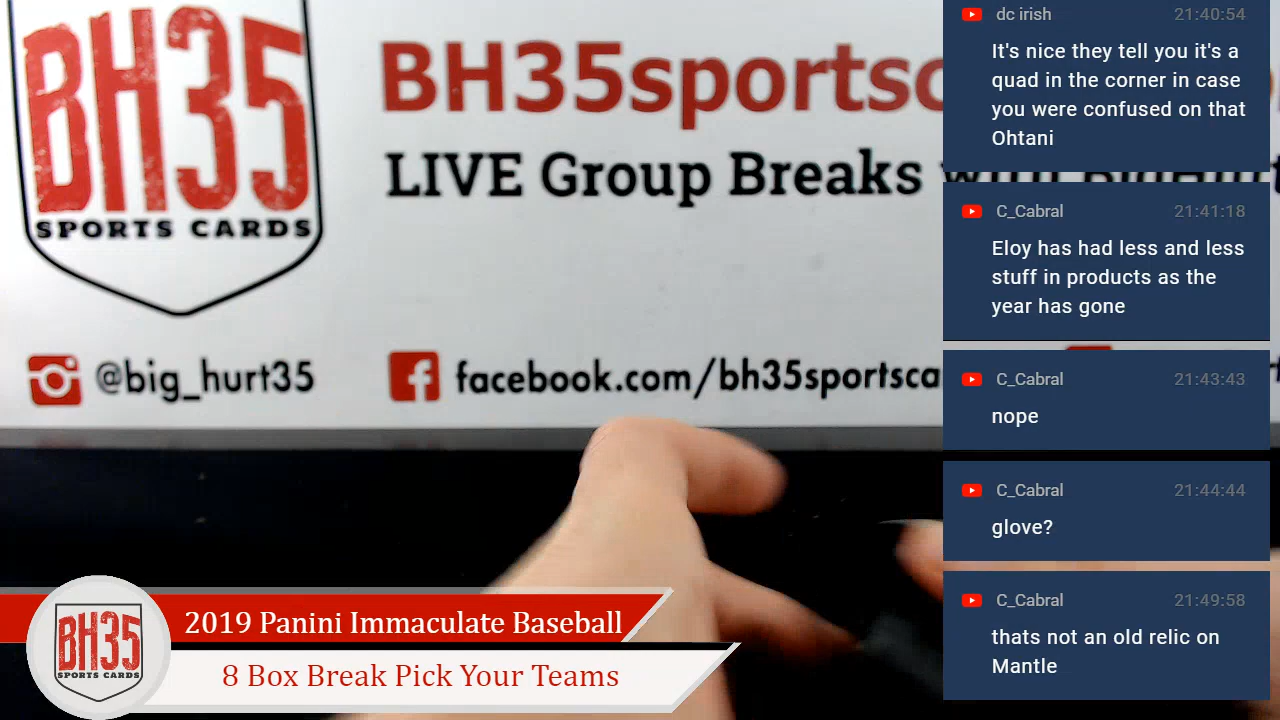 BH35
SPORTS CARDS
BH35sportsc
LIVE Group Breaks
@big_hurt35
facebook.com/bh35sportsca
2019 Panini Immaculate Baseball
8 Box Break Pick Your Teams
BH35
SPORTS CARDS
dc irish 21:40:54
It's nice they tell you it's a
quad in the corner in case
you were confused on that
Ohtani
C_Cabral 21:41:18
Eloy has had less and less
stuff in products as the
year has gone
C_Cabral 21:43:43
nope
C_Cabral 21:44:44
glove?
C_Cabral 21:49:58
thats not an old relic on
Mantle